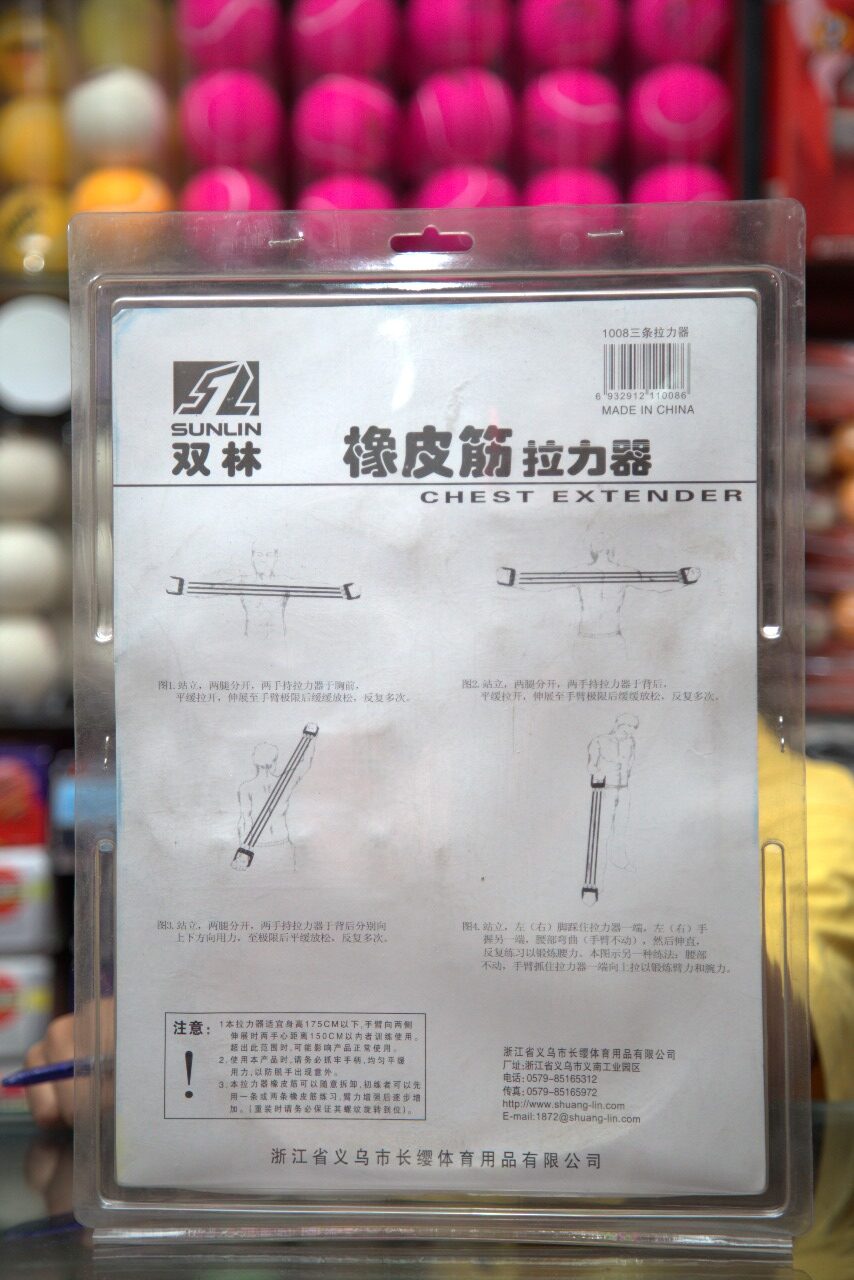 1008三条拉力器
6 932912 110086
MADE IN CHINA
SUNLIN
双林
橡皮筋拉力器
CHEST EXTENDER
图1.站立，两腿分开，两手持拉力器于胸前，
平缓拉开，伸展至手臂极限后缓缓放松，反复多次。
图2.站立，两腿分开，两手持拉力器于背后，
平缓拉开，伸展至手臂极限后缓缓放松，反复多次。
图3.站立，两腿分开，两手持拉力器于背后分别向
上下方向用力，至极限后平缓放松，反复多次。
图4.站立，左（右）脚踩住拉力器一端，左（右）手
握另一端，腰部弯曲（手臂不动），然后伸直，
反复练习以锻炼腰力。本图示另一种练法：腰部
不动，手臂抓住拉力器一端向上拉以锻炼臂力和腕力。
注意：
！
1本拉力器适宜身高175CM以下,手臂向两侧
伸展时两手心距离150CM以内者训练使用。
超出此范围时,可能影响产品正常使用。
2.使用本产品时,请务必抓牢手柄,均匀平缓
用力,以防脱手出现意外。
3.本拉力器橡皮筋可以随意拆卸,初练者可以先
用一条或两条橡皮筋练习,臂力增强后逐步增
加。(重装时请务必保证其螺纹旋转到位)。
浙江省义乌市长缨体育用品有限公司
厂址:浙江省义乌市义南工业园区
电话:0579-85165312
传真:0579-85165972
http://www.shuang-lin.com
E-mail:1872@shuang-lin.com
浙江省义乌市长缨体育用品有限公司